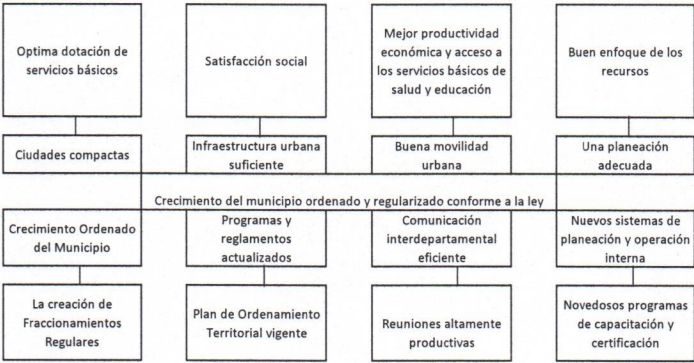 Optima dotación de
servicios básicos
Satisfacción social
Mejor productividad
económica y acceso a
los servicios básicos de
salud y educación
Buen enfoque de los
recursos
Ciudades compactas
Infraestructura urbana
suficiente
Buena movilidad
urbana
Una planeación
adecuada
Crecimiento del municipio ordenado y regularizado conforme a la ley
Crecimiento Ordenado
del Municipio
Programas y
reglamentos
actualizados
Comunicación
interdepartamental
eficiente
Nuevos sistemas de
planeación y operación
interna
La creación de
Fraccionamientos
Regulares
Plan de Ordenamiento
Territorial vigente
Reuniones altamente
productivas
Novedosos programas
de capacitación y
certificación